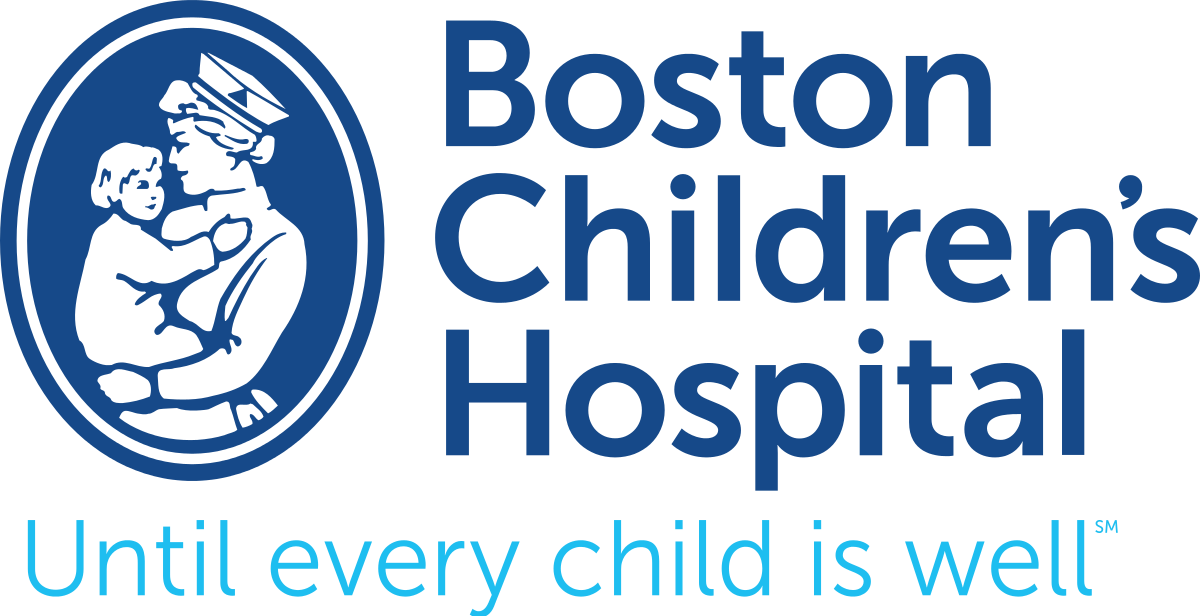 Boston
Children’s
Hospital
Until every child is well℠